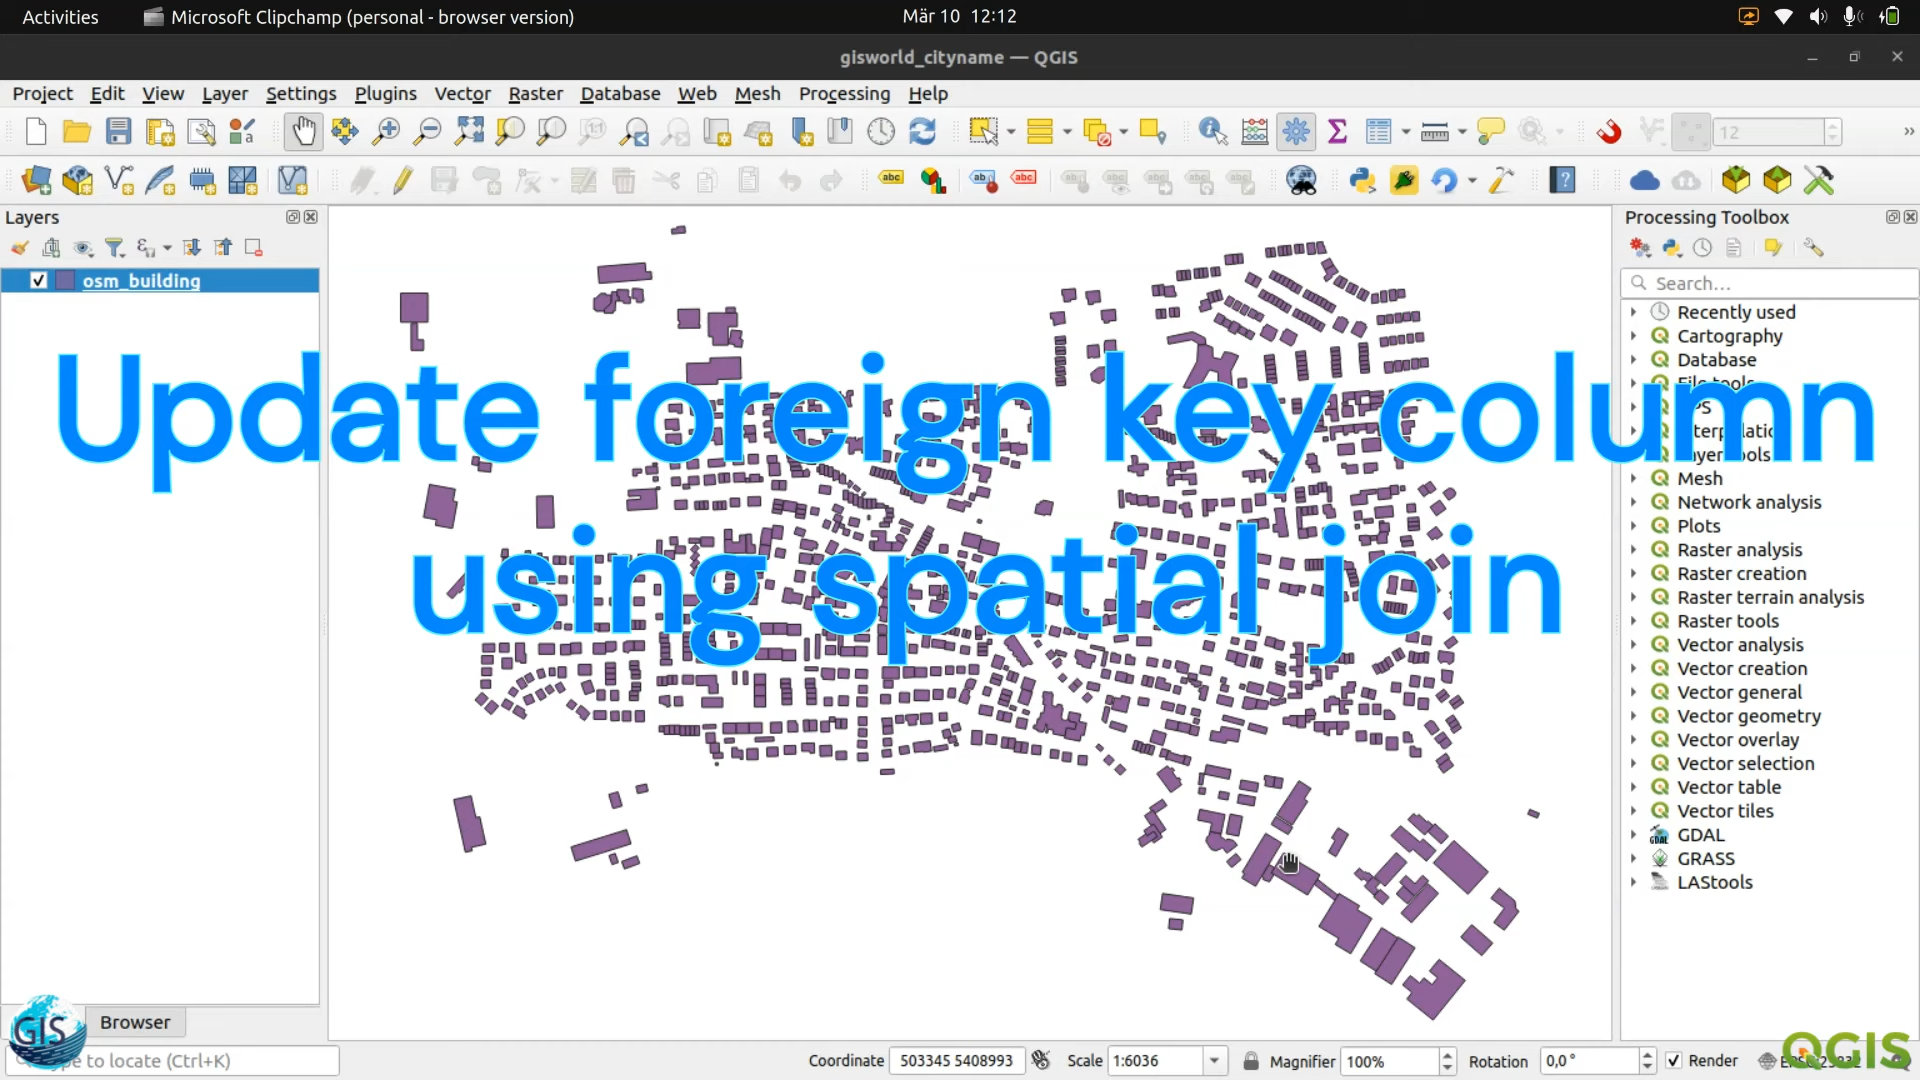 Activities
Microsoft Clipchamp (personal - browser version)
Mär 10 12:12
gisworld_cityname — QGIS
Project Edit View Layer Settings Plugins Vector Raster Database Web Mesh Processing Help
12
Layers
osm_building
Update foreign key column
using spatial join
Processing Toolbox
Search...
Recently used
Cartography
Database
File tools
Mesh
Network analysis
Plots
Raster analysis
Raster creation
Raster terrain analysis
Raster tools
Vector analysis
Vector creation
Vector general
Vector geometry
Vector overlay
Vector selection
Vector table
Vector tiles
GDAL
GRASS
LAStools
GIS
Browser
to locate (Ctrl+K)
Coordinate 503345 5408993 Scale 1:6036 Magnifier 100% Rotation 0,0 ° Render
QGIS